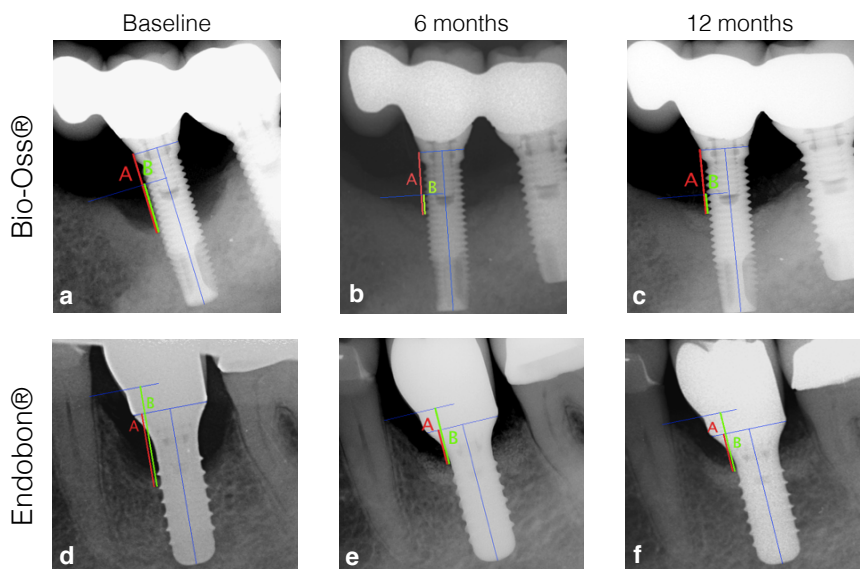 Baseline 6 months 12 months
Bio-Oss®
A B
a
A B
b
A B
c
Endobon®
B
A
d
A B
e
A B
f